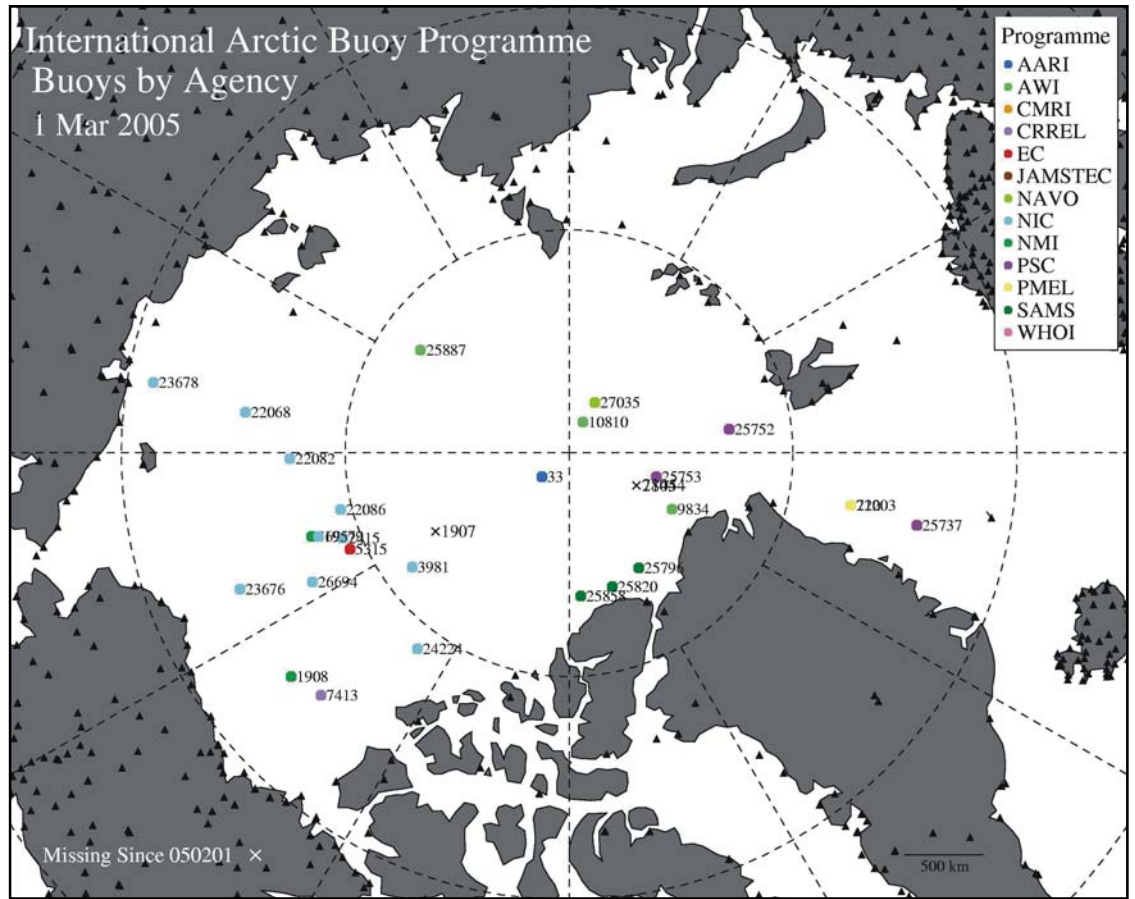 International Arctic Buoy Programme
Buoys by Agency
1 Mar 2005
Programme
AARI
AWI
CMRI
CRREL
EC
JAMSTEC
NAVO
NIC
NMI
PSC
PMEL
SAMS
WHOI
25887
23678
27035
22068
10810
25752
22082
33
25753
22086
9834
21003
25737
1907
5315
3981
25796
26694
25820
23676
25858
24224
1908
7413
Missing Since 050201 ×
500 km